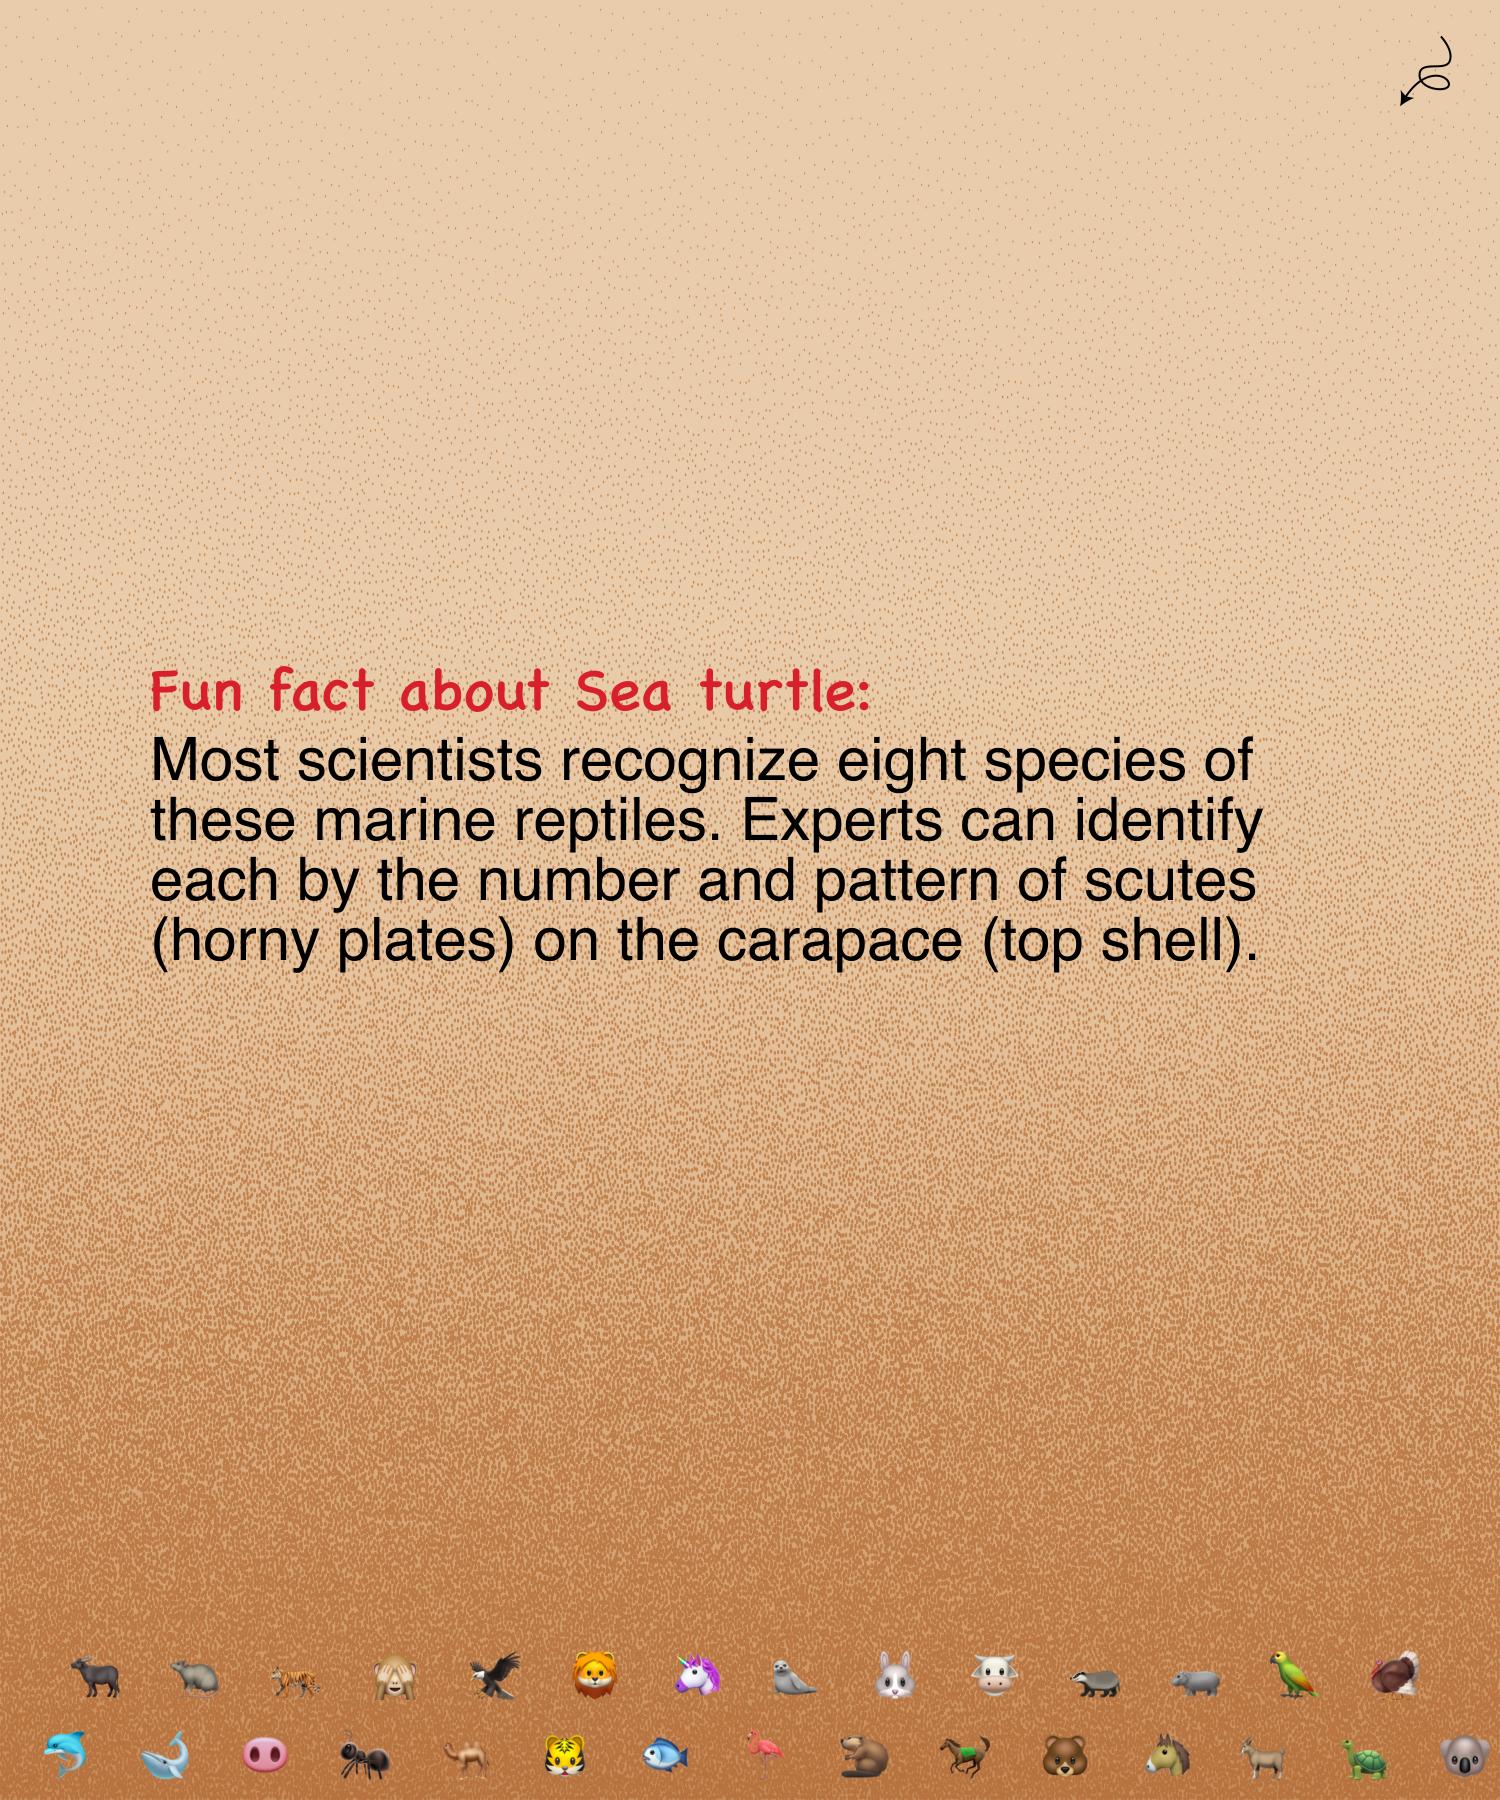 Fun fact about Sea turtle:
Most scientists recognize eight species of
these marine reptiles. Experts can identify
each by the number and pattern of scutes
(horny plates) on the carapace (top shell).